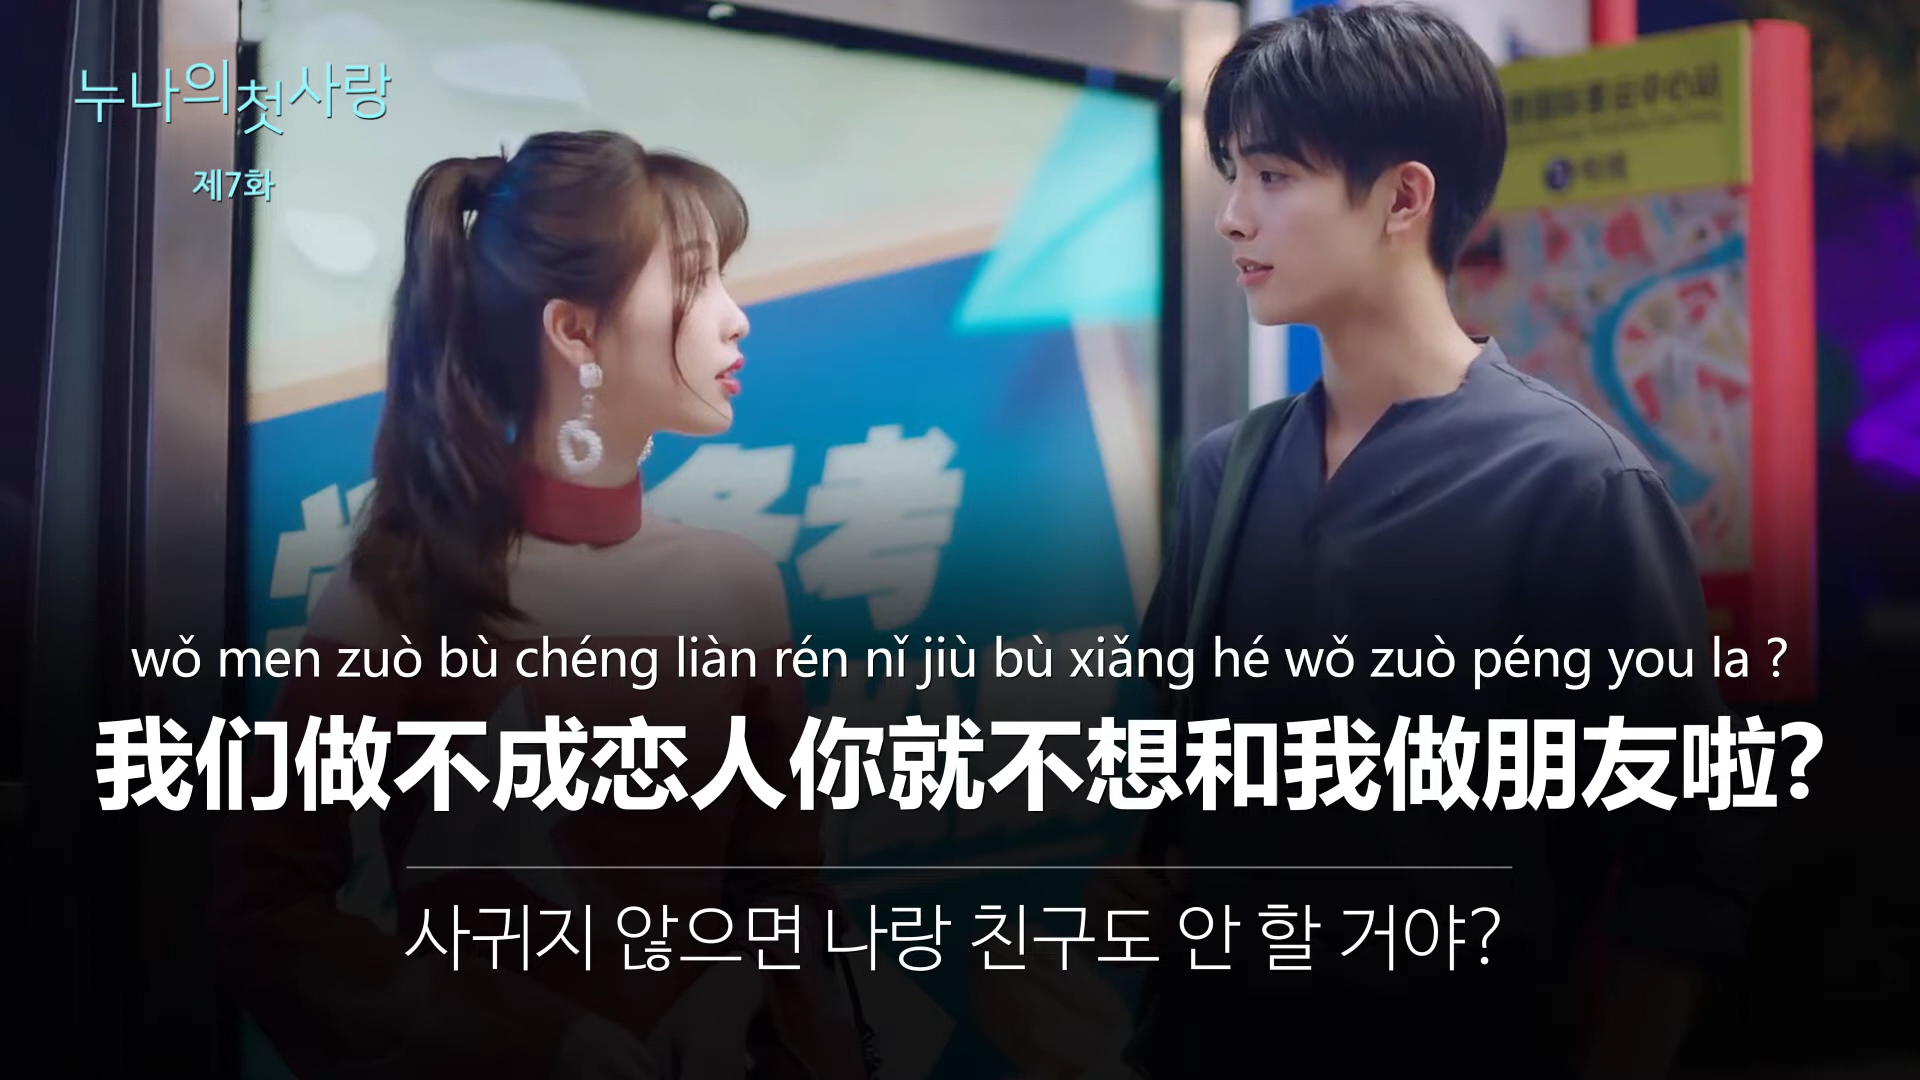 누나의첫사랑
제7화
备考
wǒ men zuò bù chéng liàn rén nǐ jiù bù xiǎng hé wǒ zuò péng you la ?
我们做不成恋人你就不想和我做朋友啦?
사귀지 않으면 나랑 친구도 안 할 거야?